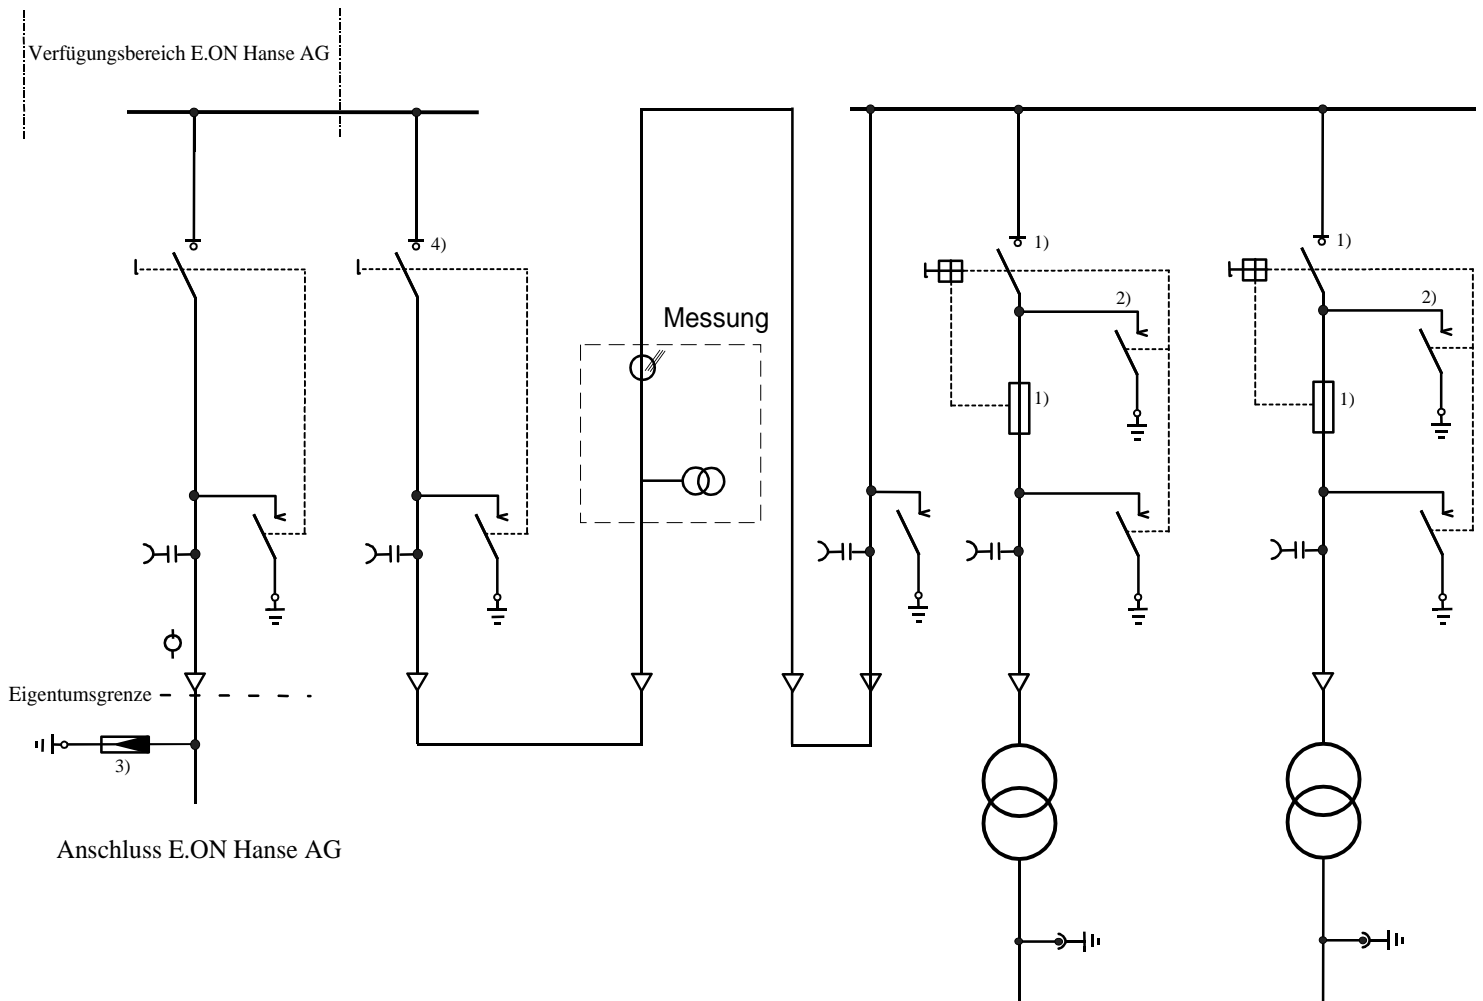 Verfügungsbereich E.ON Hanse AG
4)
1)
1)
2)
2)
Messung
1)
1)
Eigentumsgrenze
3)
Anschluss E.ON Hanse AG